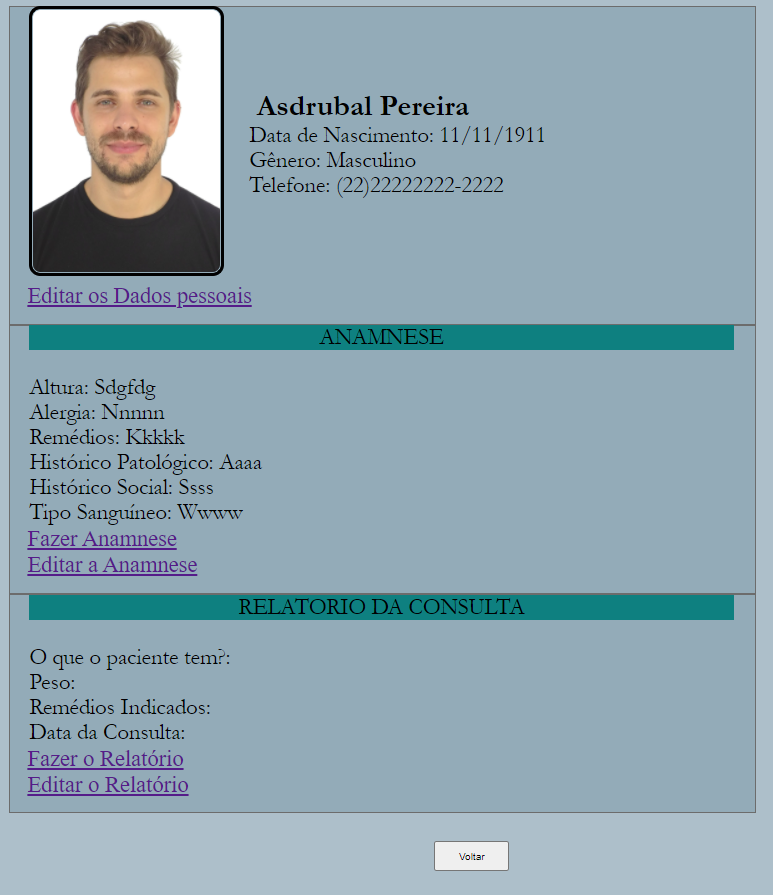 Asdrubal Pereira
Data de Nascimento: 11/11/1911
Gênero: Masculino
Telefone: (22)22222222-2222
Editar os Dados pessoais
ANAMNESE
Altura: Sdgfdg
Alergia: Nnnnn
Remédios: Kkkkk
Histórico Patológico: Aaaa
Histórico Social: Ssss
Tipo Sanguíneo: Wwww
Fazer Anamnese
Editar a Anamnese
RELATORIO DA CONSULTA
O que o paciente tem?:
Peso:
Remédios Indicados:
Data da Consulta:
Fazer o Relatório
Editar o Relatório
Voltar